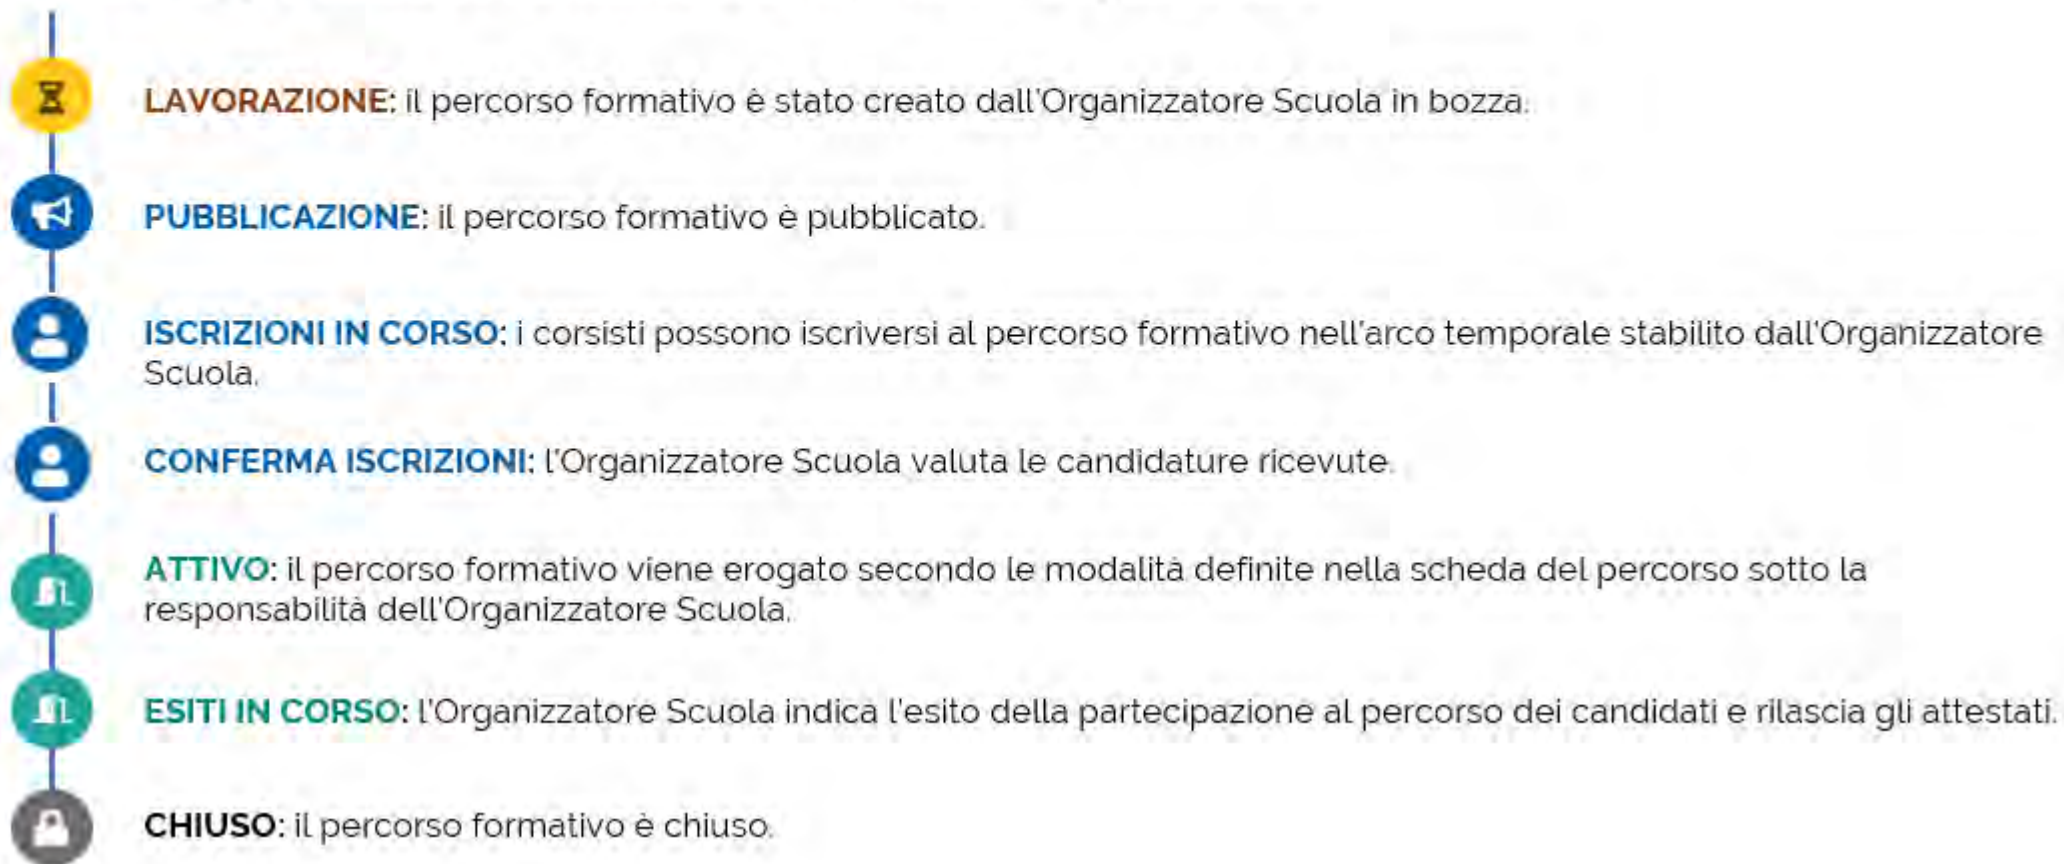 LAVORAZIONE: il percorso formativo è stato creato dall'Organizzatore Scuola in bozza.
PUBBLICAZIONE: il percorso formativo è pubblicato.
ISCRIZIONI IN CORSO: i corsisti possono iscriversi al percorso formativo nell'arco temporale stabilito dall'Organizzatore
Scuola.
CONFERMA ISCRIZIONI: l'Organizzatore Scuola valuta le candidature ricevute.
ATTIVO: il percorso formativo viene erogato secondo le modalità definite nella scheda del percorso sotto la
responsabilità dell'Organizzatore Scuola.
ESITI IN CORSO: l'Organizzatore Scuola indica l'esito della partecipazione al percorso dei candidati e rilascia gli attestati.
CHIUSO: il percorso formativo è chiuso.